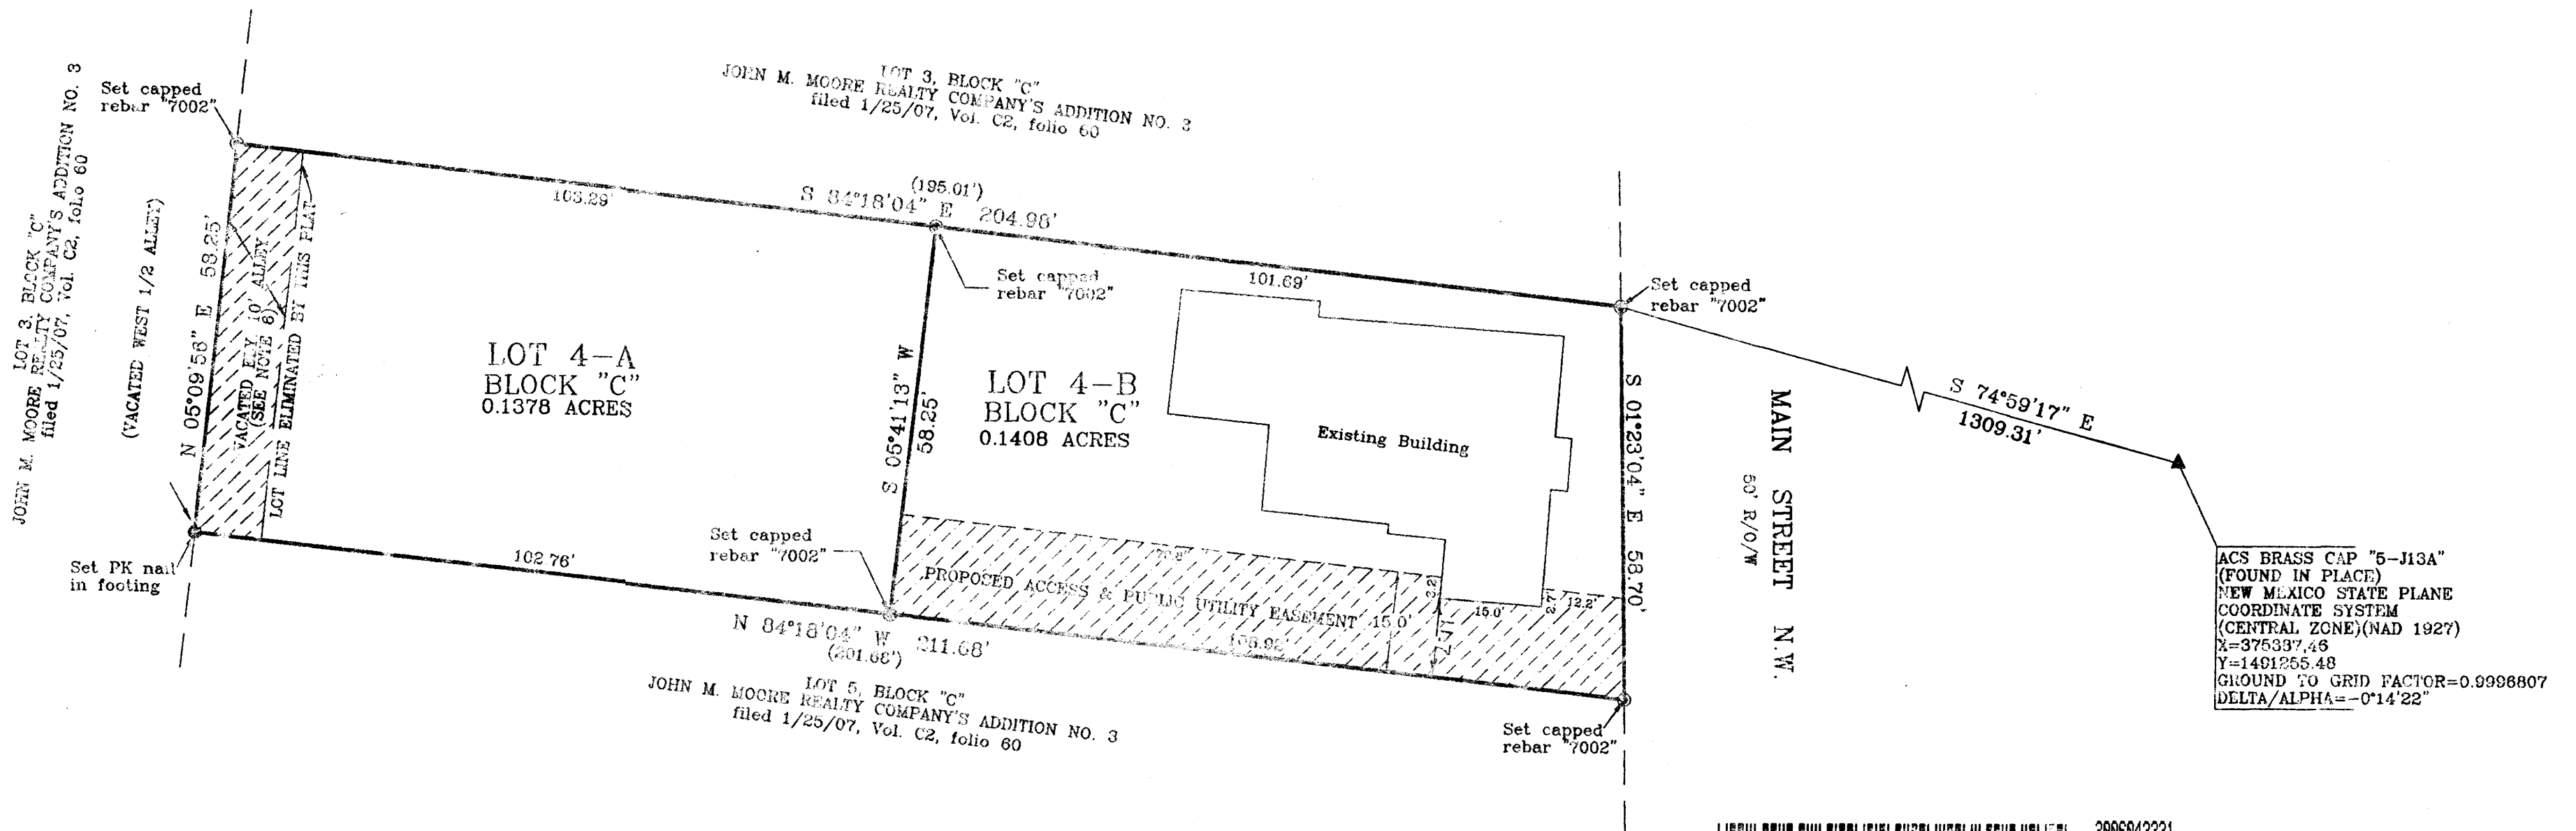 LOT 3, BLOCK "C"
JOHN M. MOORE REALTY COMPANY'S ADDITION NO. 3
filed 1/25/07, Vol. C2, folio 60
Set capped
rebar "7002"
LOT 3, BLOCK "C"
JOHN M. MOORE REALTY COMPANY'S ADDITION NO. 3
filed 1/25/07, Vol. C2, folio 60
(VACATED WEST 1/2 ALLEY)
N 05°09'58" E 58.25'
VACATED ELY 10' ALLEY
(SEE NOTE 6)
LOT LINE ELIMINATED BY THIS PLAT
103.29'
(195.01')
S 84°18'04" E 204.98'
Set capped
rebar "7002"
101.69'
Set capped
rebar "7002"
LOT 4-A
BLOCK "C"
0.1378 ACRES
S 05°41'13" W
58.25'
LOT 4-B
BLOCK "C"
0.1408 ACRES
Existing Building
S 01°23'04" E 58.70'
MAIN STREET N.W.
50' R/O/W
S 74°59'17" E
1309.31'
Set PK nail
in footing
102.76'
Set capped
rebar "7002"
70.8'
PROPOSED ACCESS & PUBLIC UTILITY EASEMENT
15.0'
15.0'
2.7'
12.2'
108.92'
N 84°18'04" W 211.68'
(201.68')
LOT 5, BLOCK "C"
JOHN M. MOORE REALTY COMPANY'S ADDITION NO. 3
filed 1/25/07, Vol. C2, folio 60
Set capped
rebar "7002"
ACS BRASS CAP "5-J13A"
(FOUND IN PLACE)
NEW MEXICO STATE PLANE
COORDINATE SYSTEM
(CENTRAL ZONE)(NAD 1927)
X=375337.46
Y=1491255.48
GROUND TO GRID FACTOR=0.9996807
DELTA/ALPHA=-0°14'22"